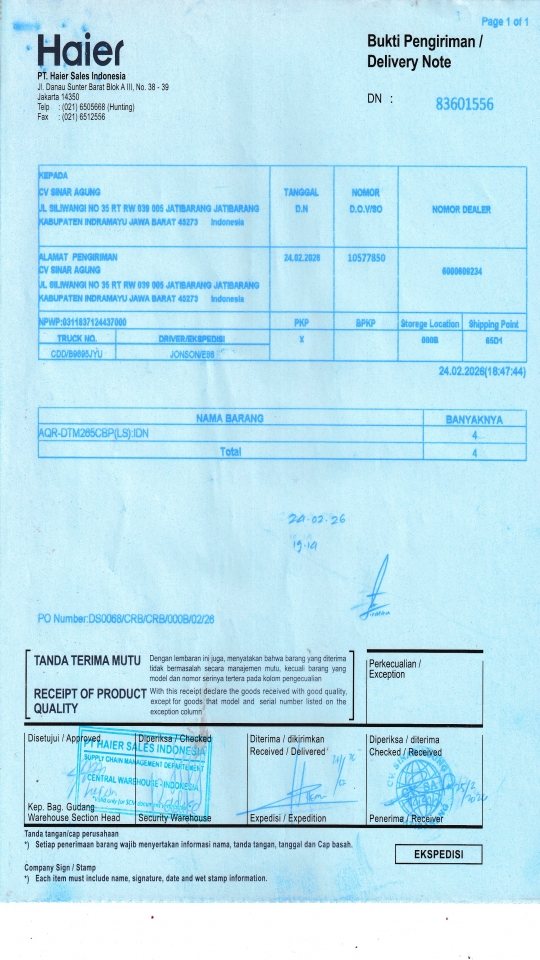 Page 1 of 1
Haier
Bukti Pengiriman /
Delivery Note
PT. Haier Sales Indonesia
Jl. Danau Sunter Barat Blok A III, No. 38 - 39
Jakarta 14350
Telp : (021) 6505668 (Hunting)
Fax : (021) 6512556
DN : 83601556
KEPADA
CV SINAR AGUNG
JL SILIWANGI NO 35 RT RW 039 005 JATIBARANG JATIBARANG
KABUPATEN INDRAMAYU JAWA BARAT 45273 Indonesia
TANGGAL
D.N
NOMOR
D.O.V/SO
NOMOR DEALER
ALAMAT PENGIRIMAN
CV SINAR AGUNG
JL SILIWANGI NO 35 RT RW 039 005 JATIBARANG JATIBARANG
KABUPATEN INDRAMAYU JAWA BARAT 45273 Indonesia
24.02.2026
10577850
NPWP:0311837124437000
PKP
BPKP
Storege Location
Shipping Point
TRUCK NO.
DRIVER/EKSPEDISI
X
000B
65D1
CDD/B9895JYU
24.02.2026(18:47:44)
NAMA BARANG
BANYAKNYA
AQR-DTM265CBP(LS):IDN
4
Total
4
24-02-26
19.19
PO Number:DS0068/CRB/CRB/000B/02/26
TANDA TERIMA MUTU
Dengan lembaran ini juga, menyatakan bahwa barang yang diterima
tidak bermasalah secara manajemen mutu, kecuali barang yang
model dan nomor serinya tertera pada kolom pengecualian
RECEIPT OF PRODUCT
QUALITY
With this receipt declare the goods received with good quality,
except for goods that model and serial number listed on the
exception column
Perkecualian /
Exception
Disetujui / Approved
Diperiksa / Checked
Diterima / dikirimkan
Received / Delivered
Diperiksa / diterima
Checked / Received
PT HAIER SALES INDONESIA
SUPPLY CHAIN MANAGEMENT DEPARTEMENT
CENTRAL WAREHOUSE - INDONESIA
Kep. Bag. Gudang
Warehouse Section Head
Security Warehouse
Expedisi / Expedition
Penerima / Receiver
Tanda tangan/cap perusahaan
*) Setiap penerimaan barang wajib menyertakan informasi nama, tanda tangan, tanggal dan Cap basah.
EKSPEDISI
Company Sign / Stamp
*) Each item must include name, signature, date and wet stamp information.